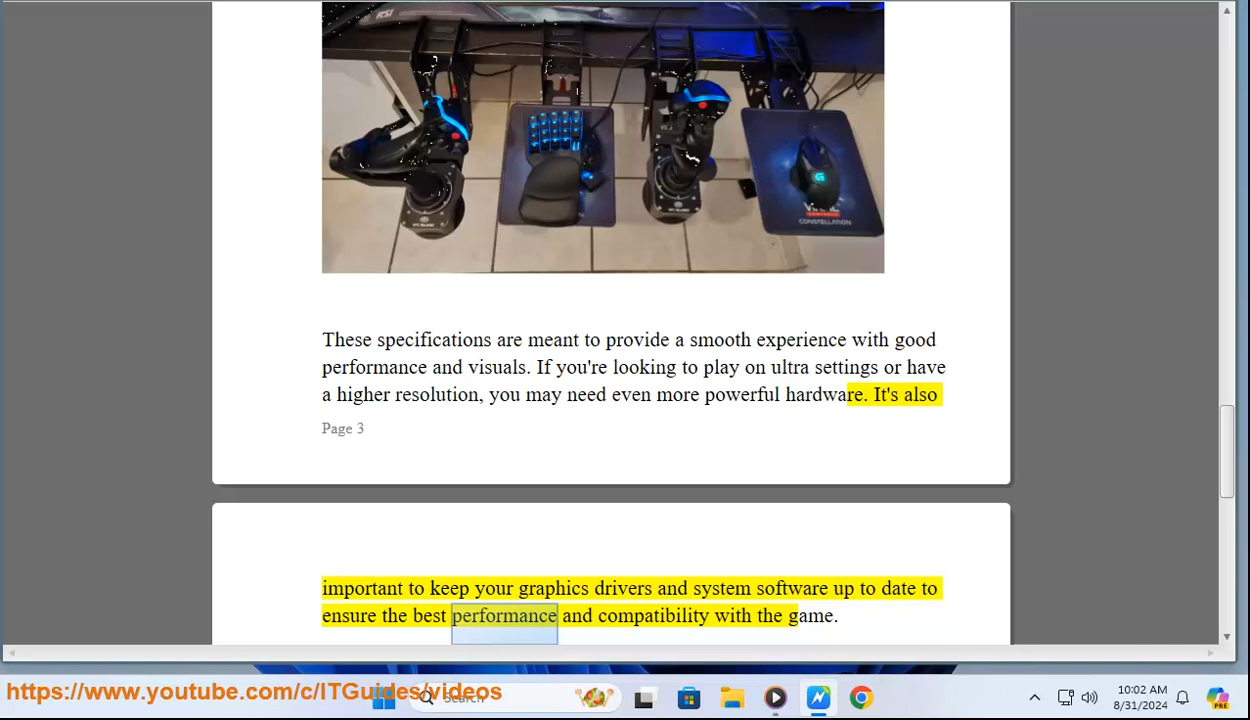 These specifications are meant to provide a smooth experience with good
performance and visuals. If you're looking to play on ultra settings or have
a higher resolution, you may need even more powerful hardware. It's also
Page 3
important to keep your graphics drivers and system software up to date to
ensure the best performance and compatibility with the game.
https://www.youtube.com/c/ITGuides/videos
Search
10:02 AM
8/31/2024
PRE
CONSTELLATION
G